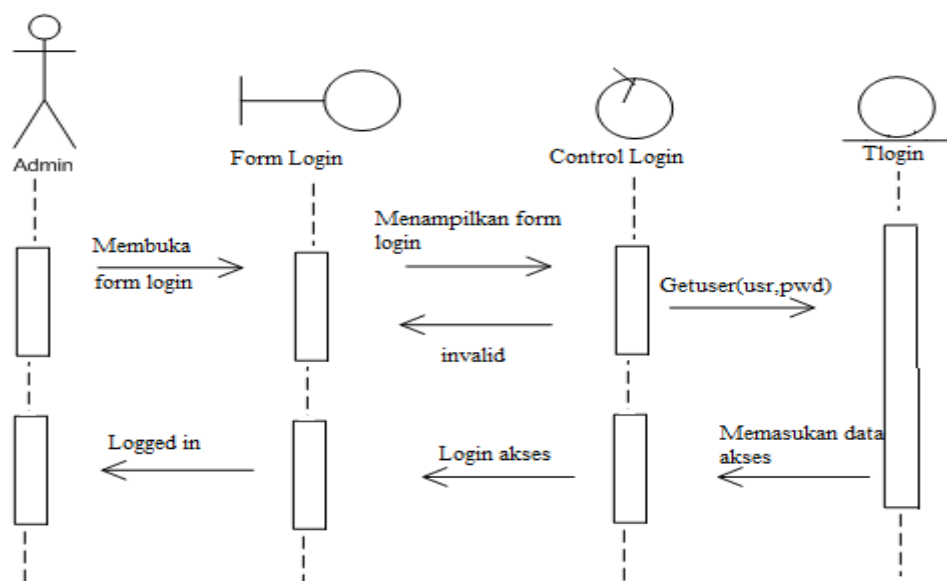 Admin
Form Login
Control Login
Tlogin
Membuka
form login
Menampilkan form
login
Getuser(usr,pwd)
invalid
Logged in
Login akses
Memasukan data
akses